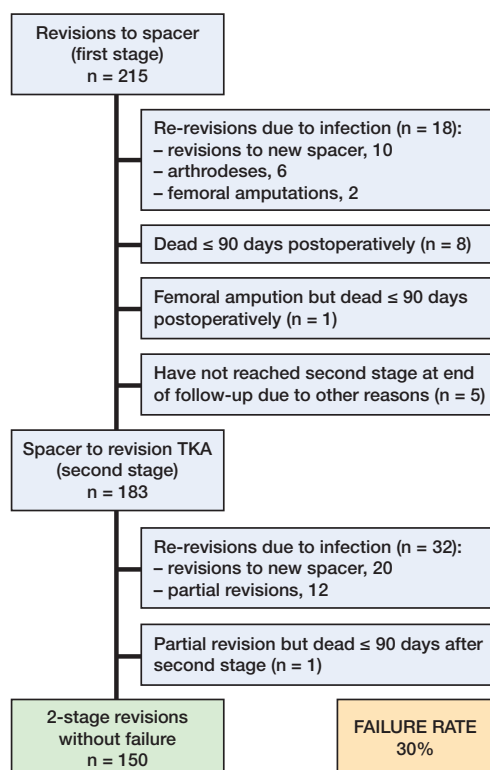 Revisions to spacer
(first stage)
n = 215
Re-revisions due to infection (n = 18):
– revisions to new spacer, 10
– arthrodeses, 6
– femoral amputations, 2
Dead ≤ 90 days postoperatively (n = 8)
Femoral ampution but dead ≤ 90 days
postoperatively (n = 1)
Have not reached second stage at end
of follow-up due to other reasons (n = 5)
Spacer to revision TKA
(second stage)
n = 183
Re-revisions due to infection (n = 32):
– revisions to new spacer, 20
– partial revisions, 12
Partial revision but dead ≤ 90 days after
second stage (n = 1)
2-stage revisions
without failure
n = 150
FAILURE RATE
30%